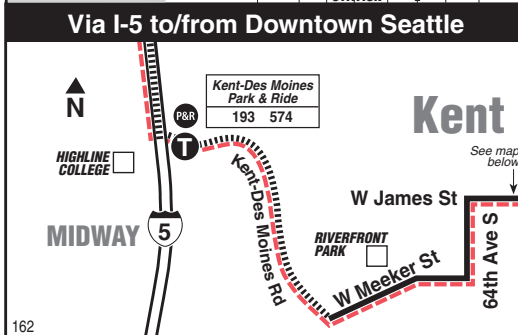 Via I-5 to/from Downtown Seattle
N
P&R
Kent-Des Moines
Park & Ride
193 574
Kent
T
HIGHLINE
COLLEGE
See map
below
Kent-Des Moines Rd
W James St
MIDWAY
5
RIVERFRONT
PARK
W Meeker St
64th Ave S
162